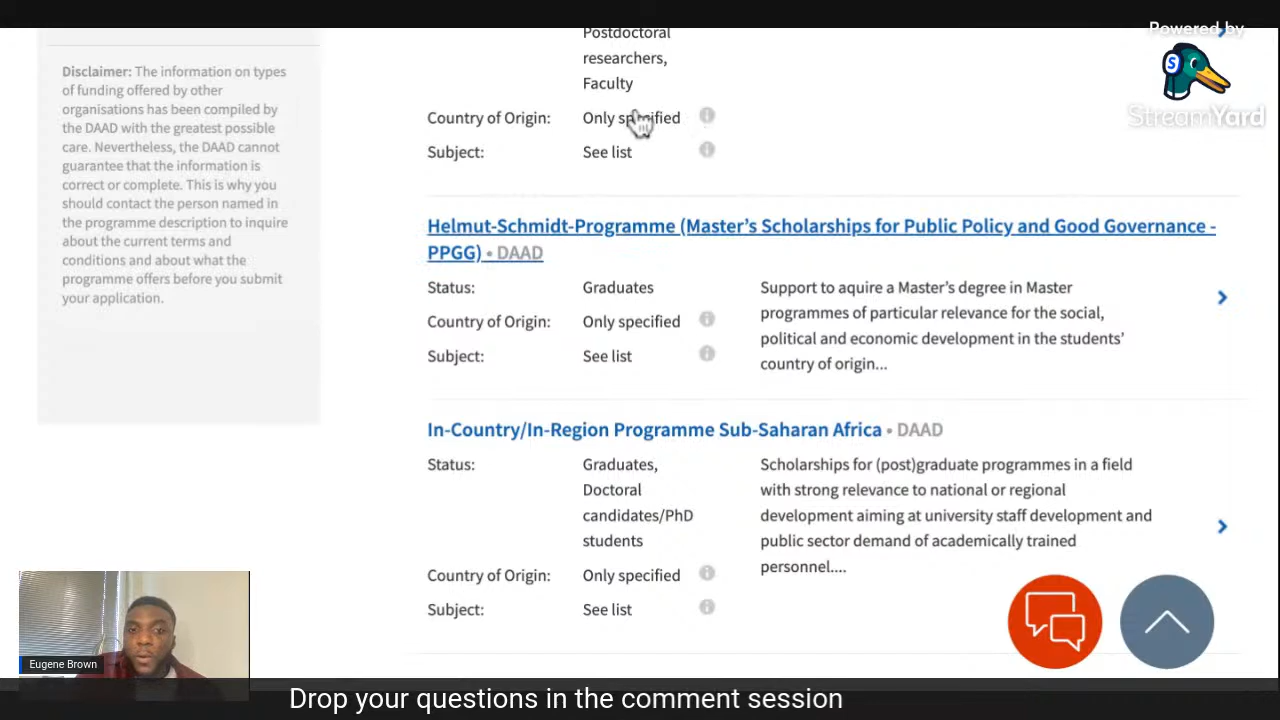 Powered by
StreamYard
Disclaimer: The information on types
of funding offered by other
organisations has been compiled by
the DAAD with the greatest possible
care. Nevertheless, the DAAD cannot
guarantee that the information is
correct or complete. This is why you
should contact the person named in
the programme description to inquire
about the current terms and
conditions and about what the
programme offers before you submit
your application.
Postdoctoral
researchers,
Faculty
Country of Origin: Only specified
Subject: See list
Helmut-Schmidt-Programme (Master’s Scholarships for Public Policy and Good Governance -
PPGG) • DAAD
Status: Graduates
Country of Origin: Only specified
Subject: See list
Support to aquire a Master’s degree in Master
programmes of particular relevance for the social,
political and economic development in the students’
country of origin...
In-Country/In-Region Programme Sub-Saharan Africa • DAAD
Status: Graduates,
Doctoral
candidates/PhD
students
Country of Origin: Only specified
Subject: See list
Scholarships for (post)graduate programmes in a field
with strong relevance to national or regional
development aiming at university staff development and
public sector demand of academically trained
personnel....
Eugene Brown
Drop your questions in the comment session